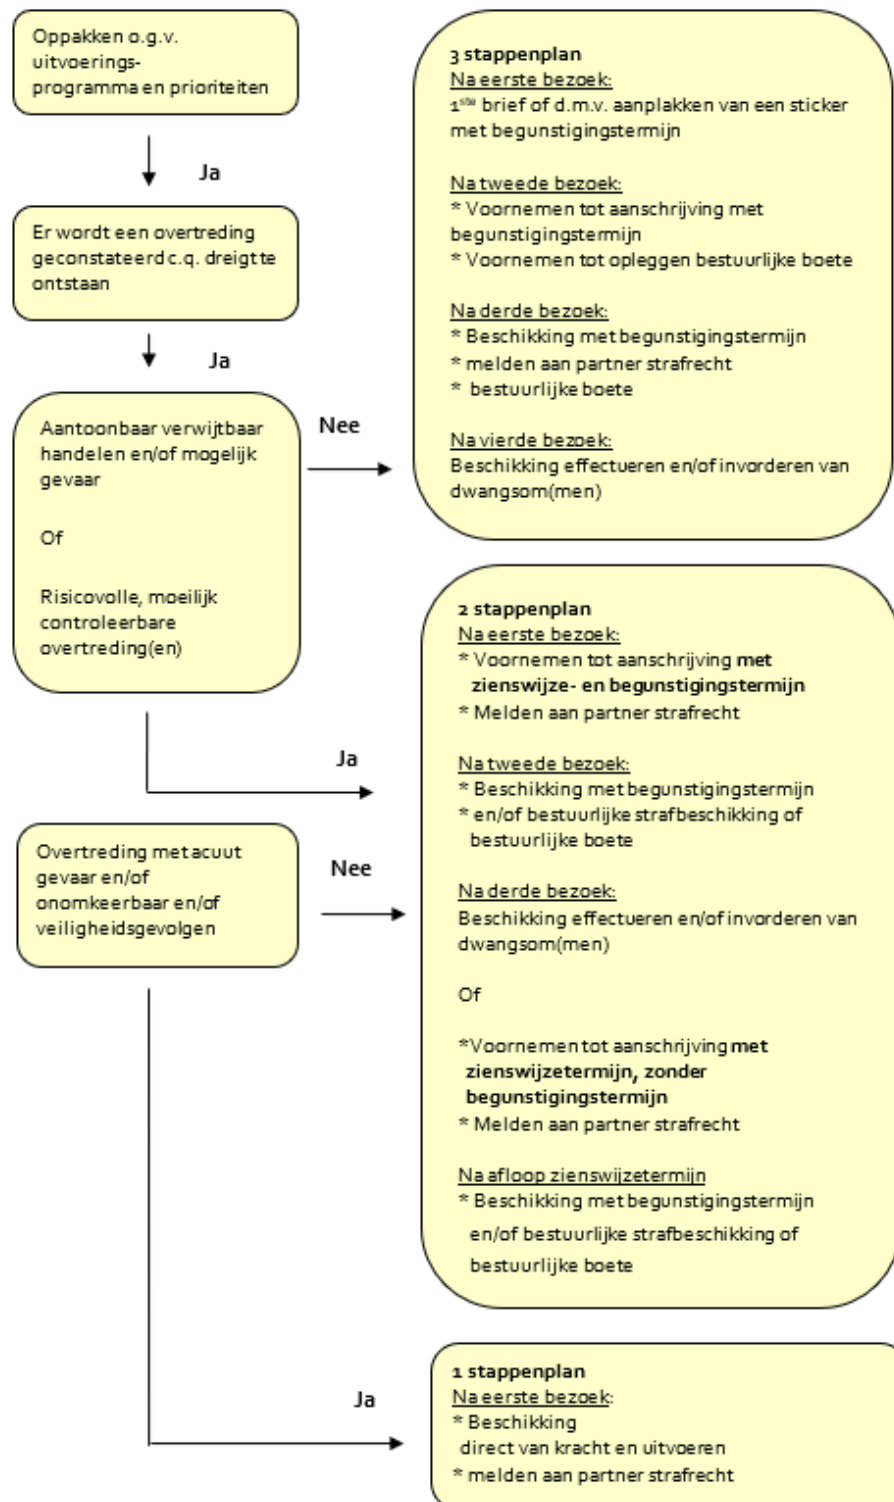 Oppakken o.g.v.
uitvoerings-
programma en prioriteiten
Ja
Er wordt een overtreding
geconstateerd c.q. dreigt te
ontstaan
Ja
Aantoonbaar verwijtbaar
handelen en/of mogelijk
gevaar
Of
Risicovolle, moeilijk
controleerbare
overtreding(en)
Nee
3 stappenplan
Na eerste bezoek:
1ste brief of d.m.v. aanplakken van een sticker
met begunstigingstermijn
Na tweede bezoek:
* Voornemen tot aanschrijving met
begunstigingstermijn
* Voornemen tot opleggen bestuurlijke boete
Na derde bezoek:
* Beschikking met begunstigingstermijn
* melden aan partner strafrecht
* bestuurlijke boete
Na vierde bezoek:
Beschikking effectueren en/of invorderen van
dwangsom(men)
Ja
Overtreding met acuut
gevaar en/of
onomkeerbaar en/of
veiligheidsgevolgen
Nee
2 stappenplan
Na eerste bezoek:
* Voornemen tot aanschrijving met
zienswijze- en begunstigingstermijn
* Melden aan partner strafrecht
Na tweede bezoek:
* Beschikking met begunstigingstermijn
* en/of bestuurlijke strafbeschikking of
bestuurlijke boete
Na derde bezoek:
Beschikking effectueren en/of invorderen van
dwangsom(men)
Of
*Voornemen tot aanschrijving met
zienswijzetermijn, zonder
begunstigingstermijn
* Melden aan partner strafrecht
Na afloop zienswijzetermijn
* Beschikking met begunstigingstermijn
en/of bestuurlijke strafbeschikking of
bestuurlijke boete
Ja
1 stappenplan
Na eerste bezoek:
* Beschikking
direct van kracht en uitvoeren
* melden aan partner strafrecht